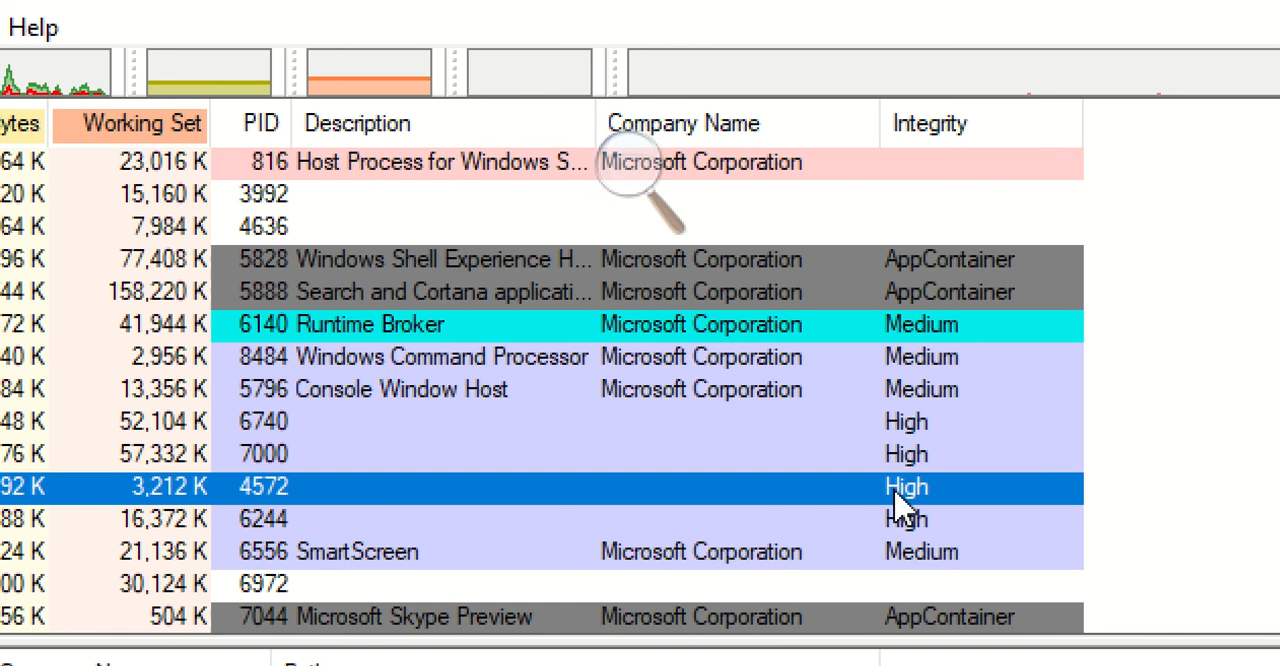 Help
ytes Working Set PID Description Company Name Integrity
64 K 23,016 K 816 Host Process for Windows S... Microsoft Corporation
20 K 15,160 K 3992
64 K 7,984 K 4636
96 K 77,408 K 5828 Windows Shell Experience H... Microsoft Corporation AppContainer
44 K 158,220 K 5888 Search and Cortana applicati... Microsoft Corporation AppContainer
72 K 41,944 K 6140 Runtime Broker Microsoft Corporation Medium
40 K 2,956 K 8484 Windows Command Processor Microsoft Corporation Medium
84 K 13,356 K 5796 Console Window Host Microsoft Corporation Medium
48 K 52,104 K 6740 High
76 K 57,332 K 7000 High
92 K 3,212 K 4572 High
88 K 16,372 K 6244 High
24 K 21,136 K 6556 SmartScreen Microsoft Corporation Medium
00 K 30,124 K 6972
56 K 504 K 7044 Microsoft Skype Preview Microsoft Corporation AppContainer